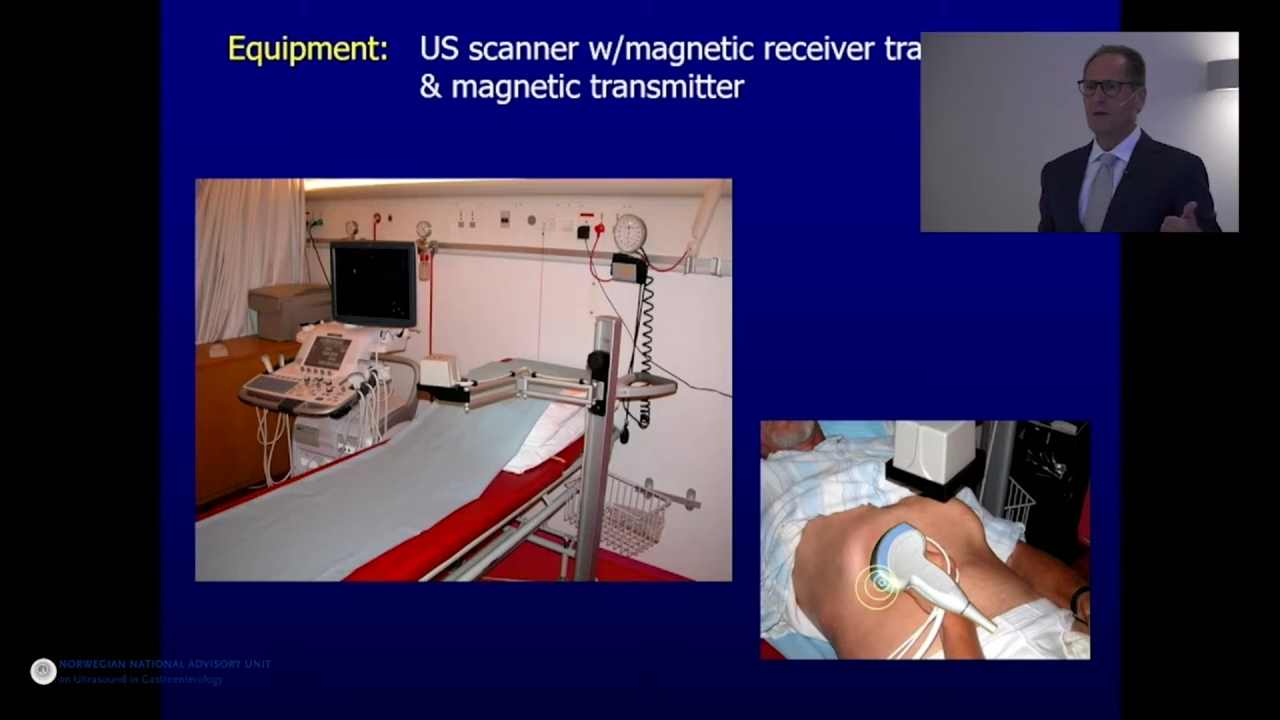 Equipment: US scanner w/magnetic receiver tra
& magnetic transmitter
NORWEGIAN NATIONAL ADVISORY UNIT
on Ultrasound in Gastroenterology